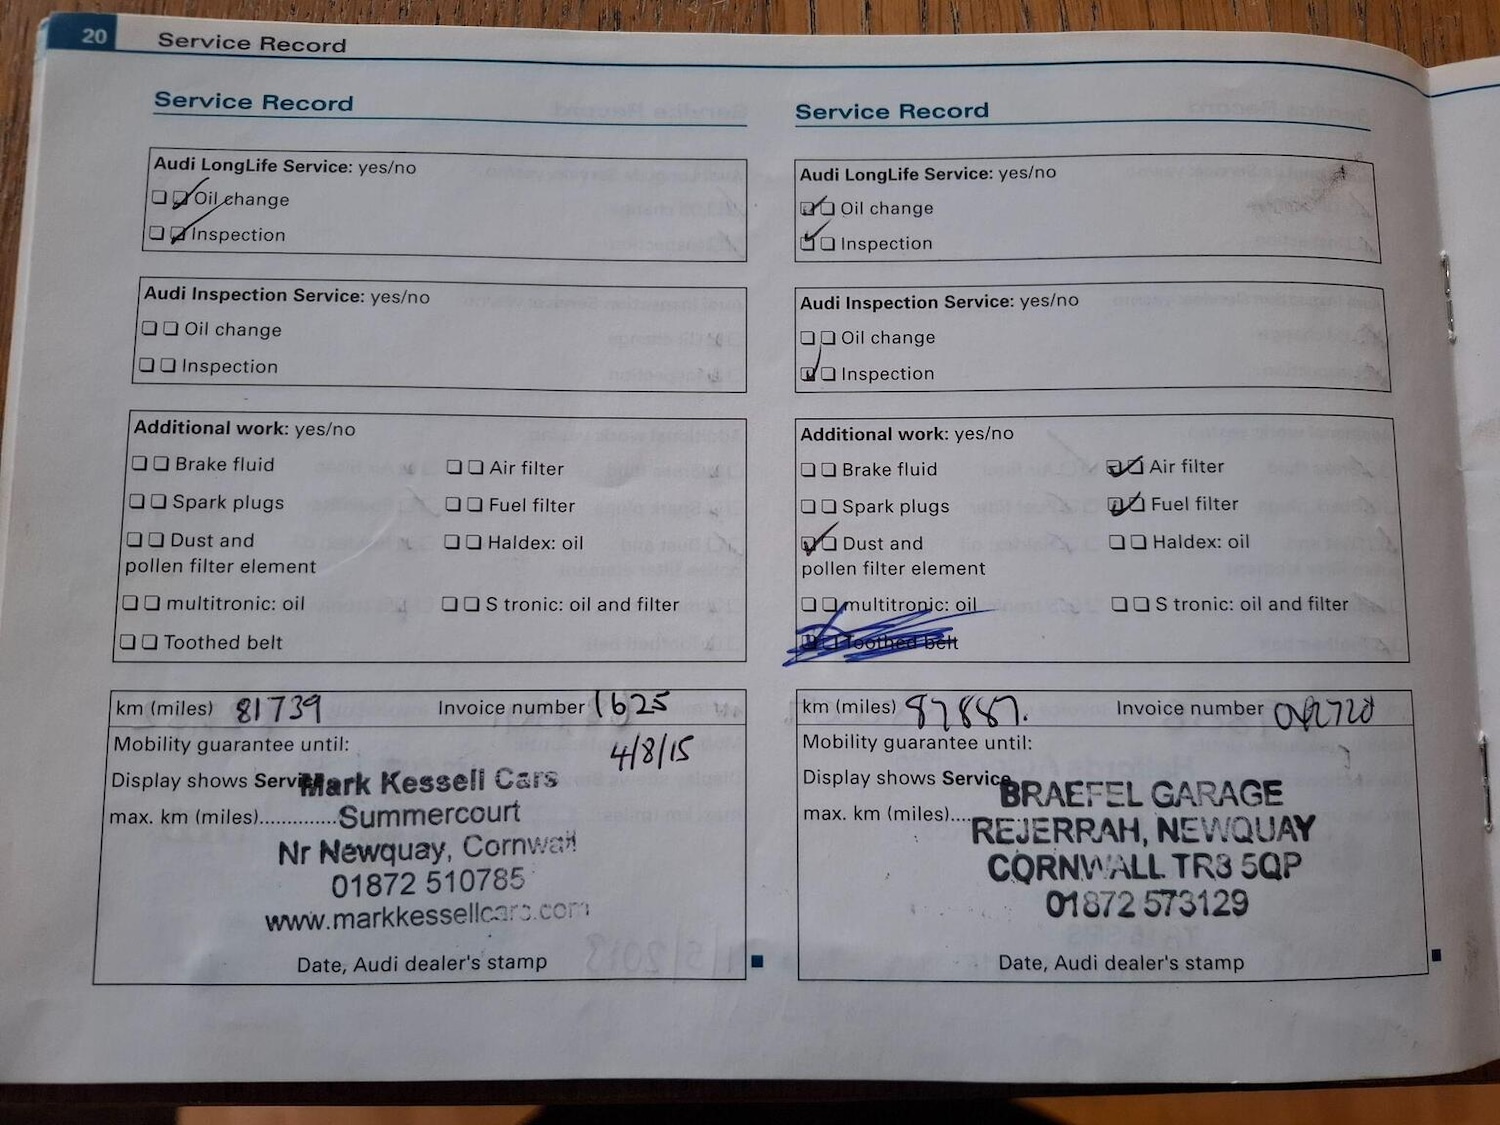 20 Service Record
Service Record
Audi LongLife Service: yes/no
Oil change
Inspection
Audi Inspection Service: yes/no
Oil change
Inspection
Additional work: yes/no
Brake fluid Air filter
Spark plugs Fuel filter
Dust and Haldex: oil
pollen filter element
multitronic: oil S tronic: oil and filter
Toothed belt
km (miles) 81739 Invoice number 1625
Mobility guarantee until: 4/8/15
Display shows Service
Mark Kessell Cars
max. km (miles).............
Summercourt
Nr Newquay, Cornwall
01872 510785
www.markkessellcars.com
Date, Audi dealer's stamp
Service Record
Audi LongLife Service: yes/no
Oil change
Inspection
Audi Inspection Service: yes/no
Oil change
Inspection
Additional work: yes/no
Brake fluid Air filter
Spark plugs Fuel filter
Dust and Haldex: oil
pollen filter element
multitronic: oil S tronic: oil and filter
Toothed belt
km (miles) 87887. Invoice number
Mobility guarantee until:
Display shows Service
BRAEFEL GARAGE
max. km (miles)....
REJERRAH, NEWQUAY
CORNWALL TR8 5QP
01872 573129
Date, Audi dealer's stamp